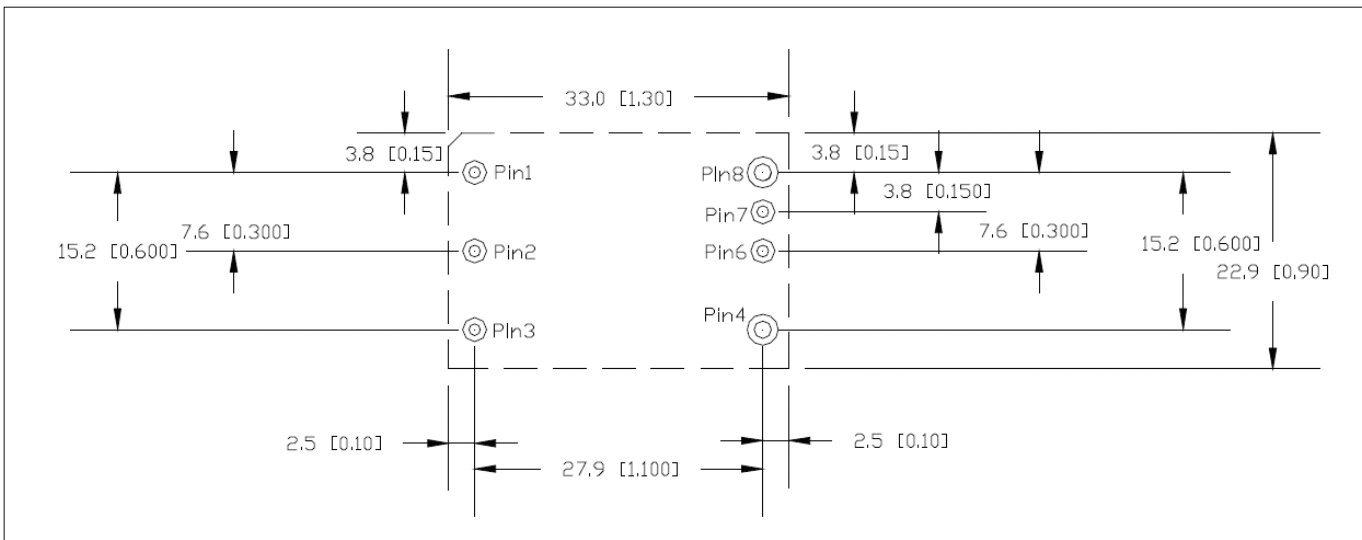 33.0 [1.30]
3.8 [0.15]
3.8 [0.15]
Pin1
PIn8
3.8 [0.150]
Pin7
7.6 [0.300]
7.6 [0.300]
15.2 [0.600]
15.2 [0.600]
Pin2
Pin6
22.9 [0.90]
Pin4
PIn3
2.5 [0.10]
2.5 [0.10]
27.9 [1.100]